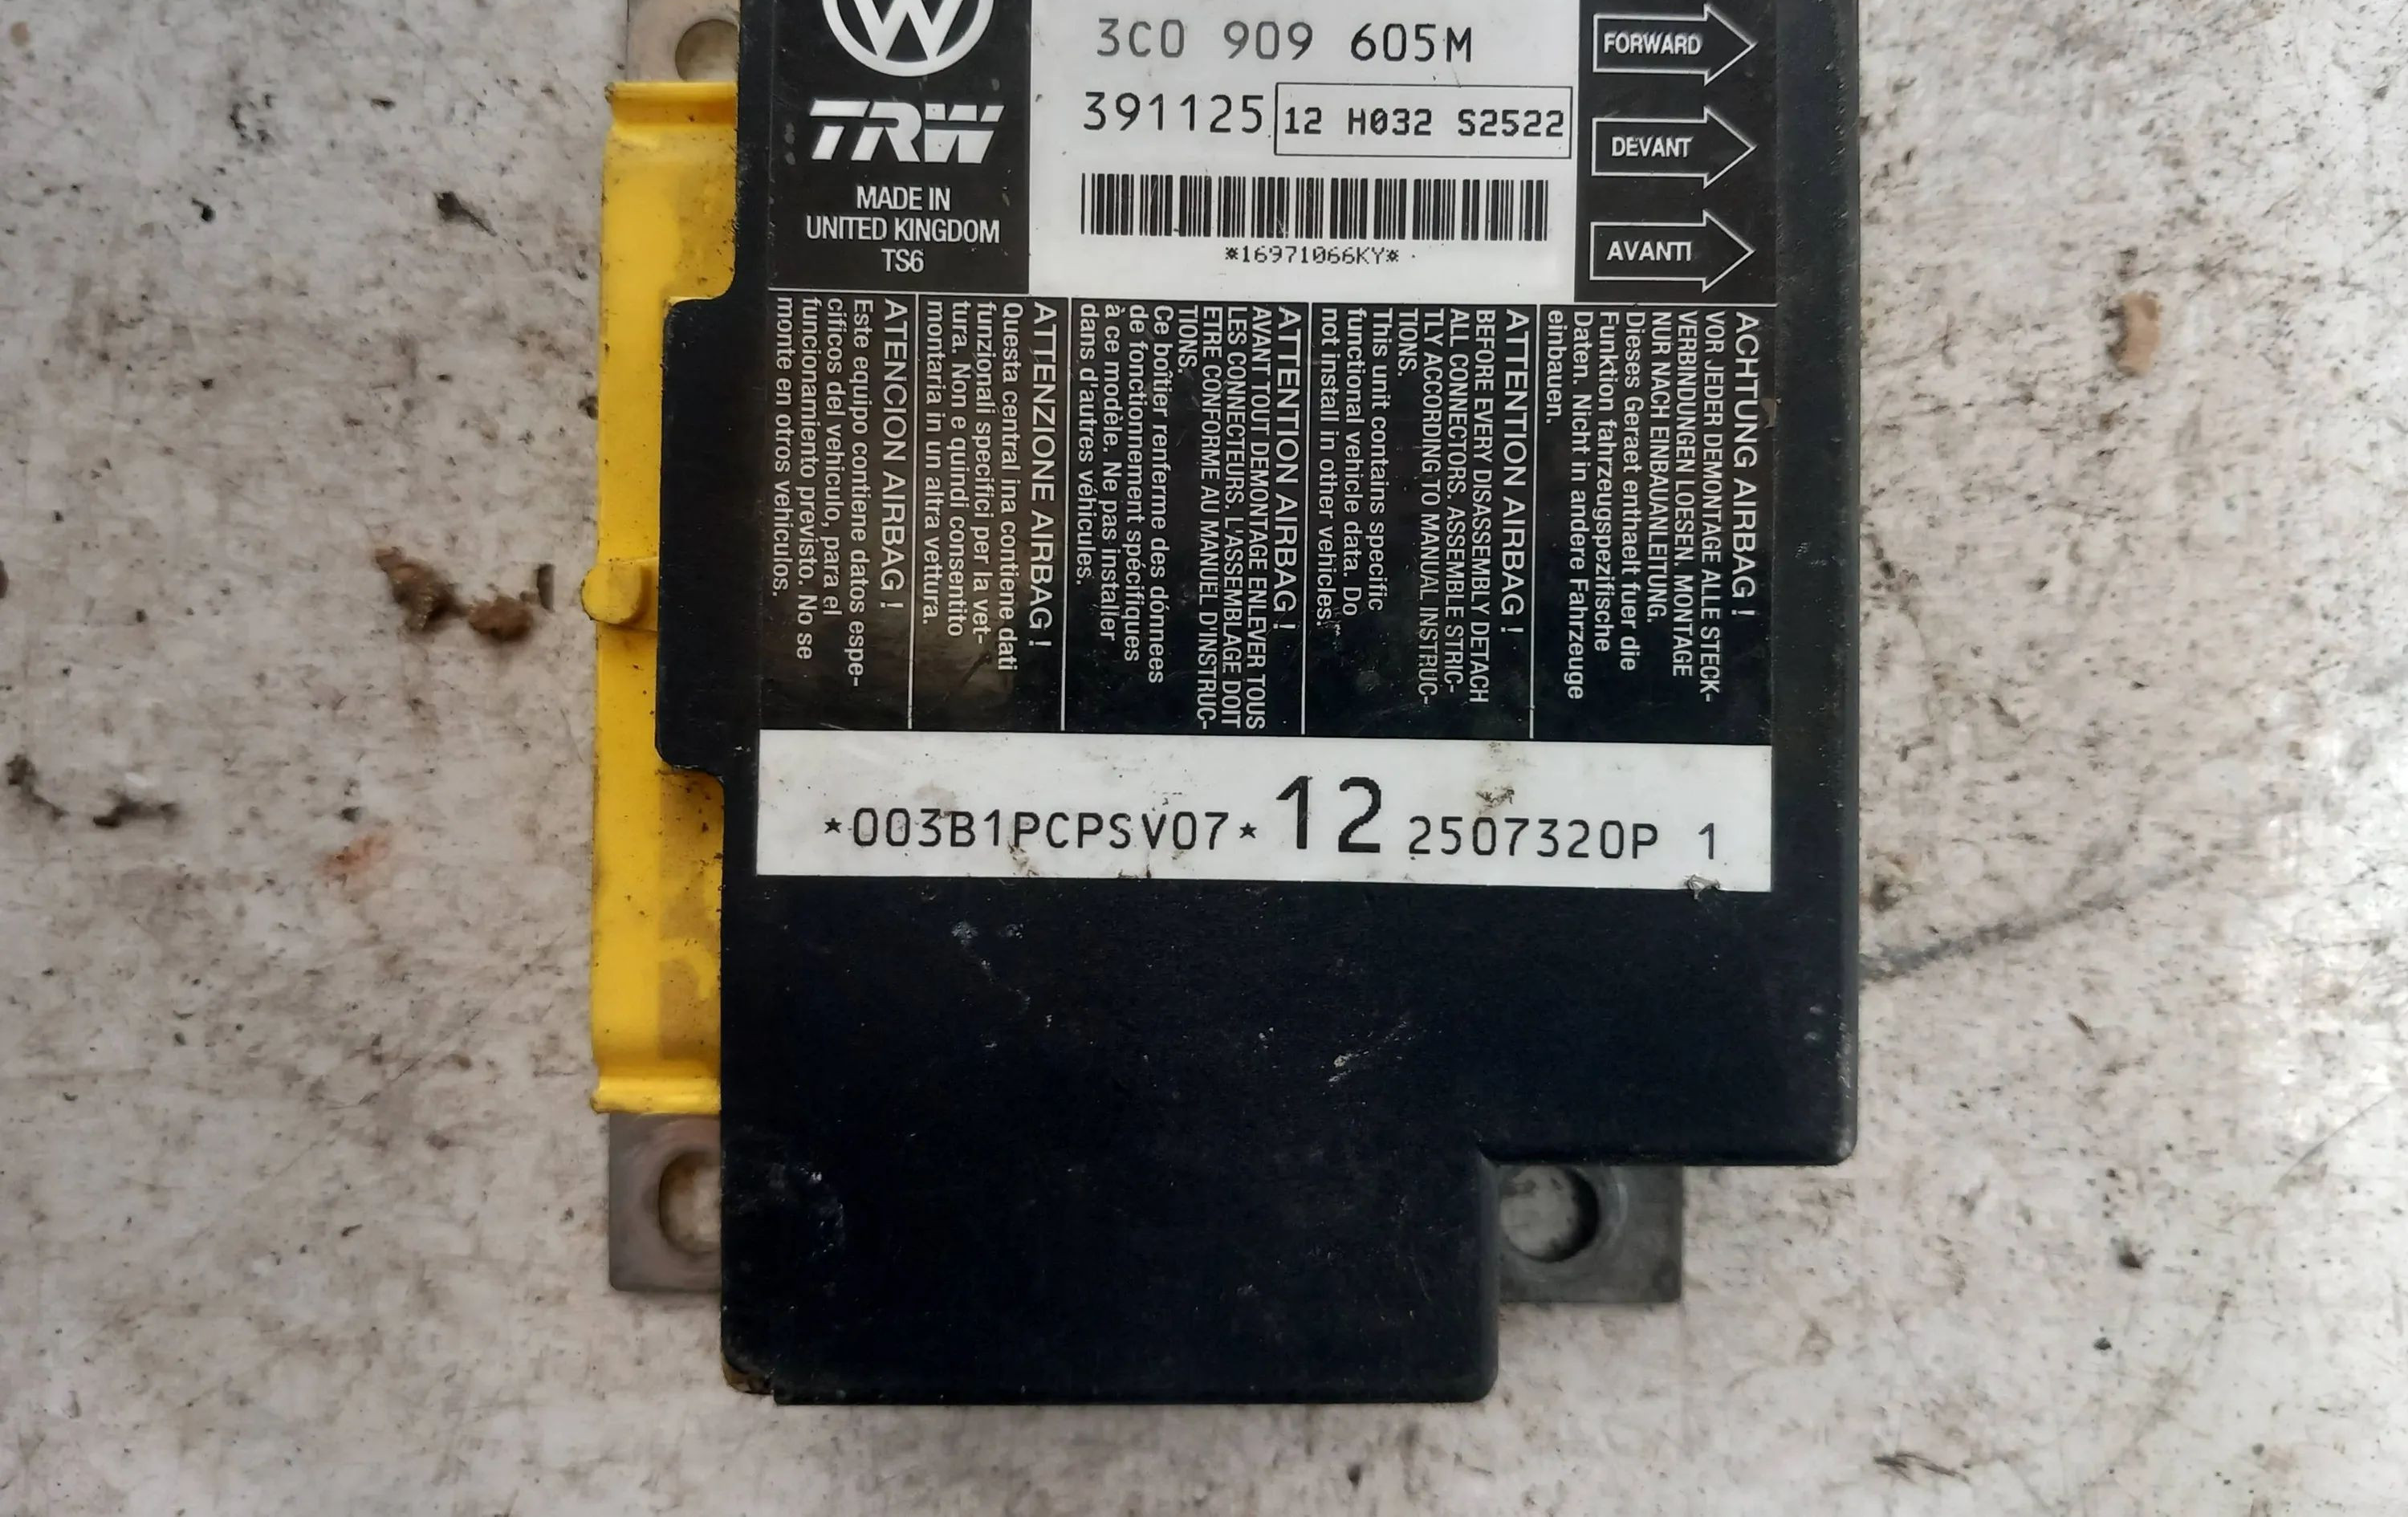 3C0 909 605M
391125 12 H032 S2522
*16971066KY*
TRW
MADE IN
UNITED KINGDOM
TS6
FORWARD
DEVANT
AVANTI
ACHTUNG AIRBAG !
VOR JEDER DEMONTAGE ALLE STECK-
VERBINDUNGEN LOESEN. MONTAGE
NUR NACH EINBAUANLEITUNG.
Dieses Geraet enthaelt fuer die
Funktion fahrzeugspezifische
Daten. Nicht in andere Fahrzeuge
einbauen.
ATTENTION AIRBAG !
BEFORE EVERY DISASSEMBLY DETACH
ALL CONNECTORS. ASSEMBLE STRIC-
TLY ACCORDING TO MANUAL INSTRUC-
TIONS.
This unit contains specific
functional vehicle data. Do
not install in other vehicles.
ATTENTION AIRBAG !
AVANT TOUT DEMONTAGE ENLEVER TOUS
LES CONNECTEURS. L'ASSEMBLAGE DOIT
ETRE CONFORME AU MANUEL D'INSTRUC-
TIONS.
Ce boîtier renferme des dónnées
de fonctionnement spécifiques
à ce modèle. Ne pas installer
dans d'autres véhicules.
ATTENZIONE AIRBAG !
Questa central ina contiene dati
funzionali specifici per la vet-
tura. Non e quindi consentito
montaria in un altra vettura.
ATENCION AIRBAG !
Este equipo contiene datos espe-
cificos del vehiculo, para el
funcionamiento previsto. No se
monte en otros vehiculos.
*003B1PCPSV07* 12 2507320P 1